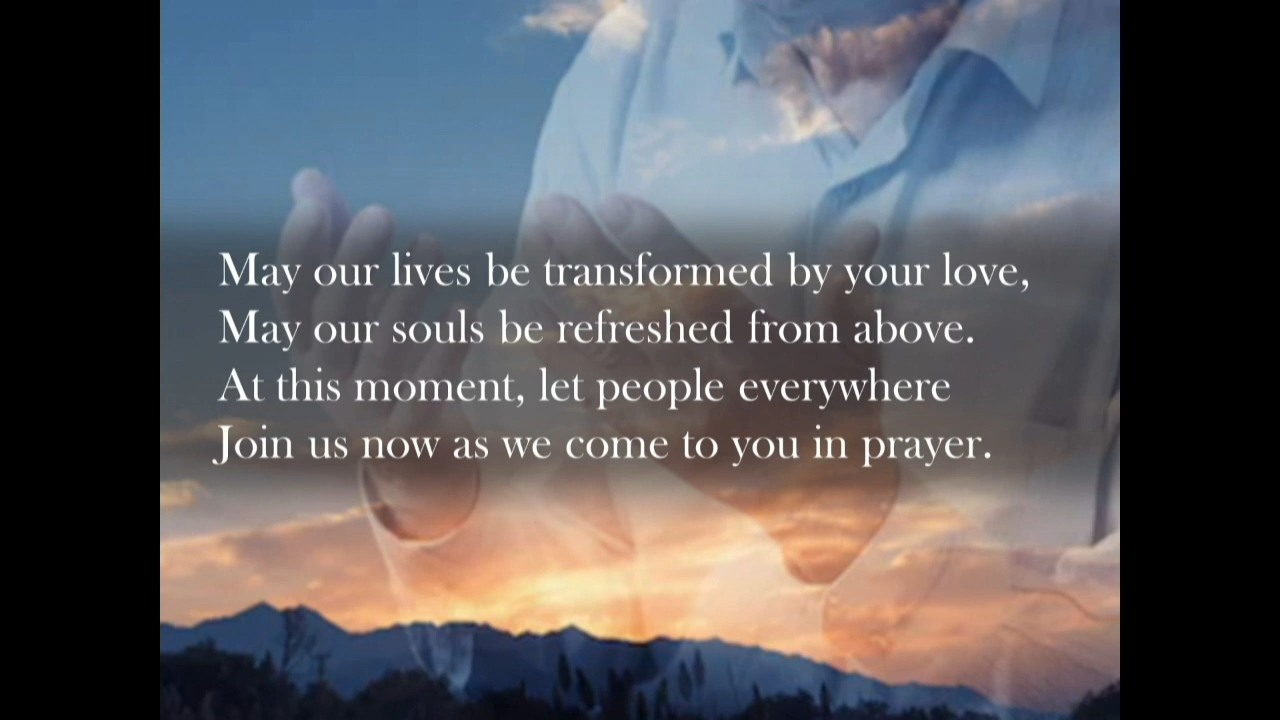 May our lives be transformed by your love,
May our souls be refreshed from above.
At this moment, let people everywhere
Join us now as we come to you in prayer.